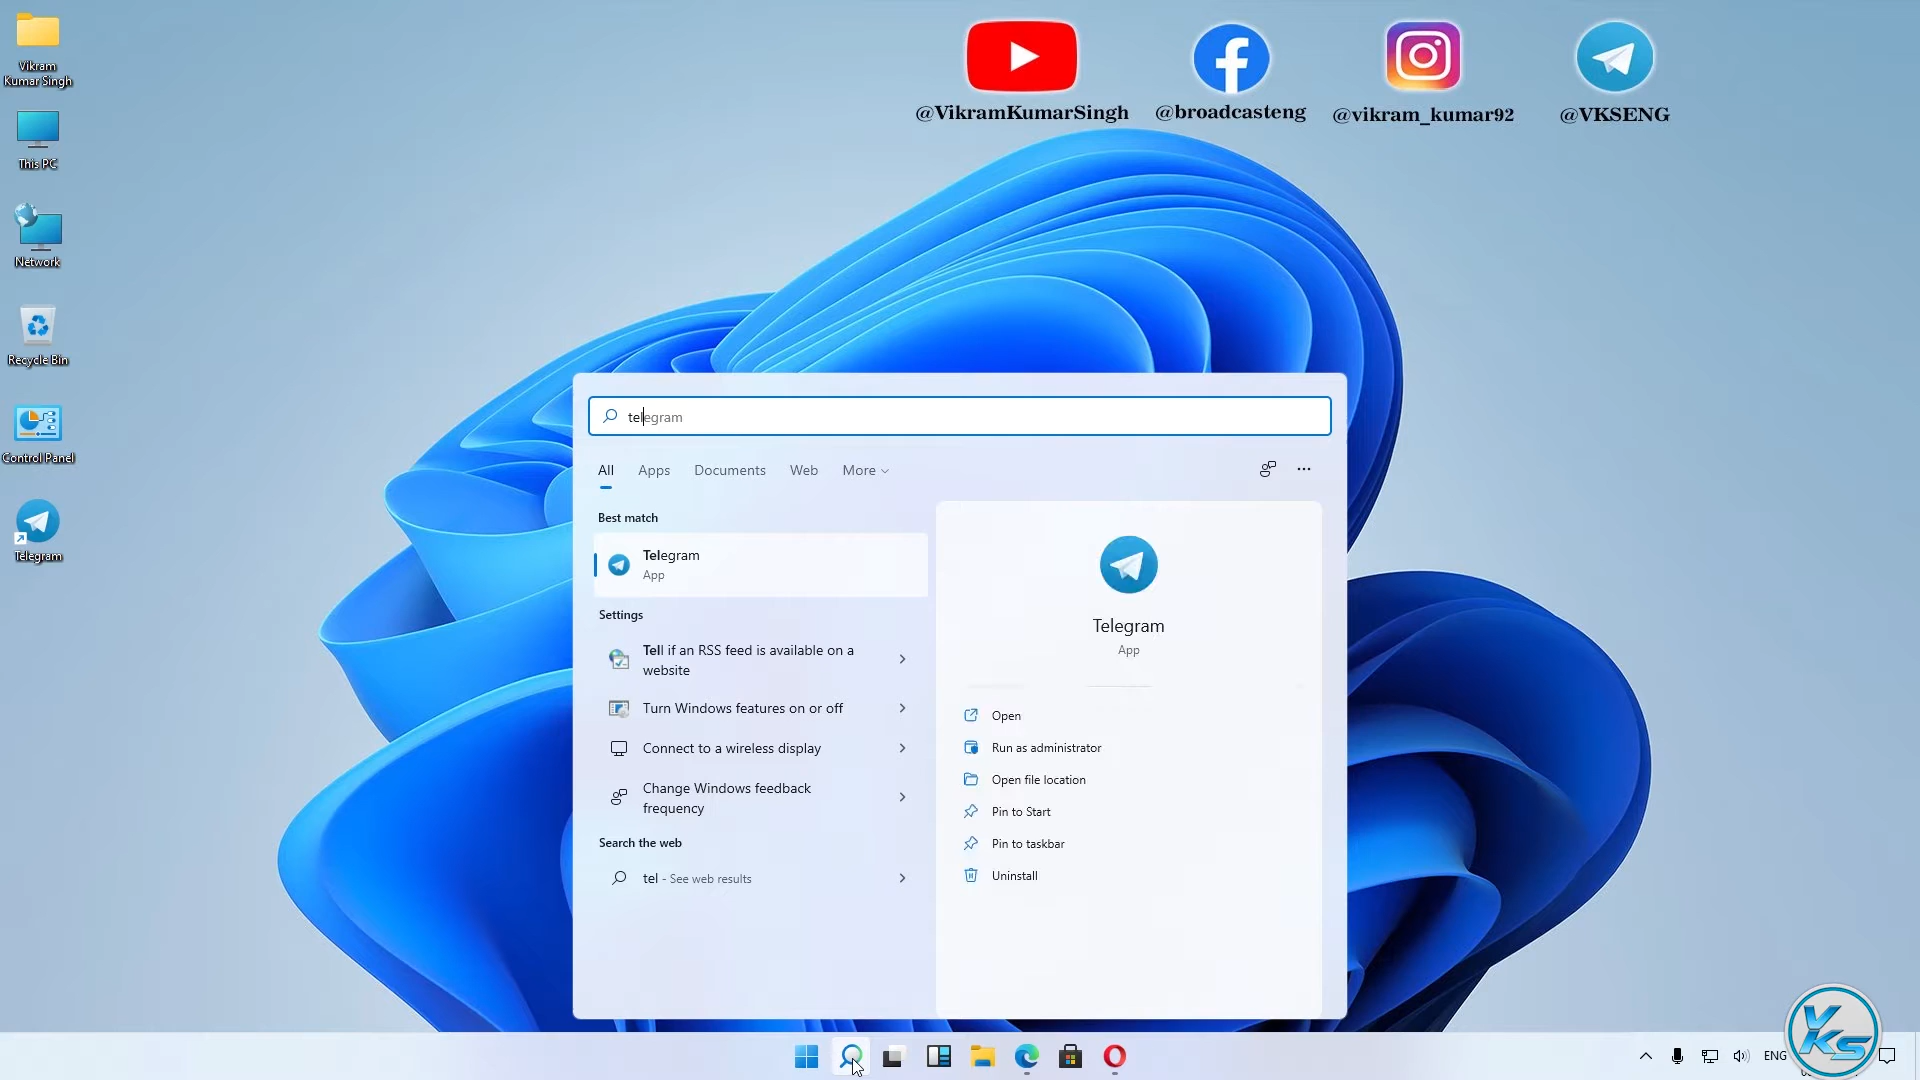 Vikram
Kumar Singh
This PC
Network
Recycle Bin
Control Panel
Telegram
@VikramKumarSingh
@broadcasteng
@vikram_kumar92
@VKSENG
telegram
All
Apps
Documents
Web
More
Best match
Telegram
App
Settings
Tell if an RSS feed is available on a
website
Turn Windows features on or off
Connect to a wireless display
Change Windows feedback
frequency
Search the web
tel - See web results
Telegram
App
Open
Run as administrator
Open file location
Pin to Start
Pin to taskbar
Uninstall
ENG
VKS